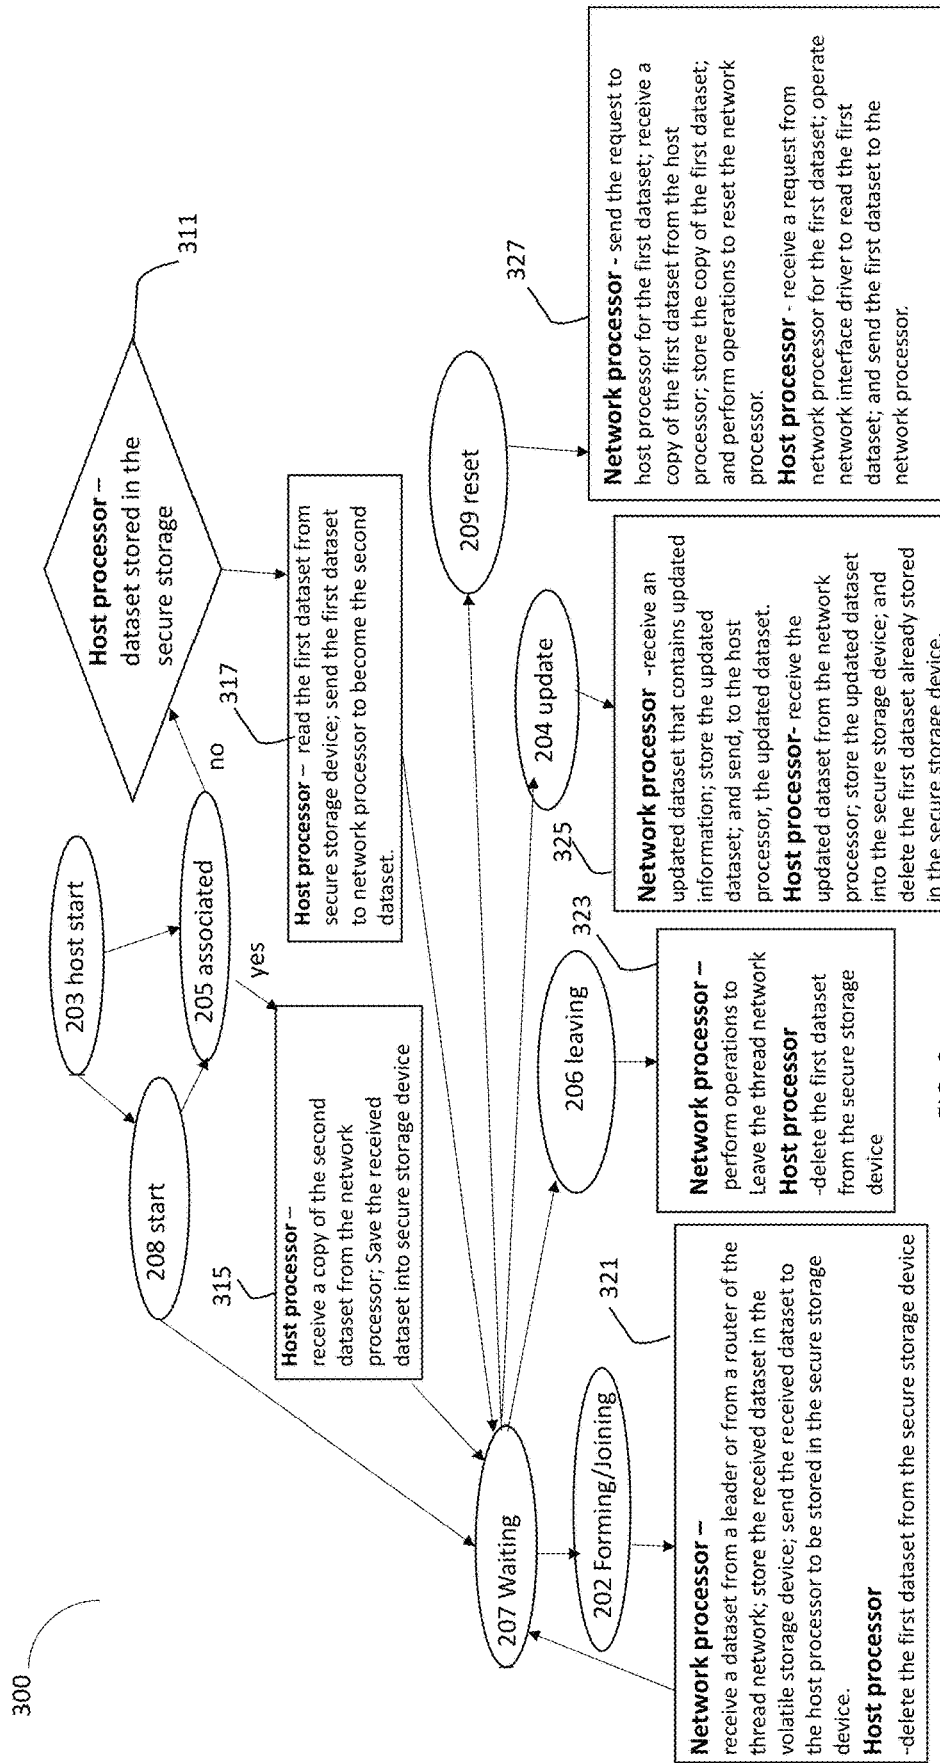 300
203 host start
208 start
205 associated
no
yes
Host processor –
dataset stored in the
secure storage
311
315
Host processor –
receive a copy of the second
dataset from the network
processor; Save the received
dataset into secure storage device
317
Host processor – read the first dataset from
secure storage device; send the first dataset
to network processor to become the second
dataset.
207 Waiting
202 Forming/Joining
206 leaving
204 update
209 reset
321
Network processor –
receive a dataset from a leader or from a router of the
thread network; store the received dataset in the
volatile storage device; send the received dataset to
the host processor to be stored in the secure storage
device.
Host processor
-delete the first dataset from the secure storage device
323
Network processor –
perform operations to
Leave the thread network
Host processor
-delete the first dataset
from the secure storage
device
325
Network processor -receive an
updated dataset that contains updated
information; store the updated
dataset; and send, to the host
processor, the updated dataset.
Host processor- receive the
updated dataset from the network
processor; store the updated dataset
into the secure storage device; and
delete the first dataset already stored
in the secure storage device.
327
Network processor - send the request to
host processor for the first dataset; receive a
copy of the first dataset from the host
processor; store the copy of the first dataset;
and perform operations to reset the network
processor.
Host processor - receive a request from
network processor for the first dataset; operate
network interface driver to read the first
dataset; and send the first dataset to the
network processor.